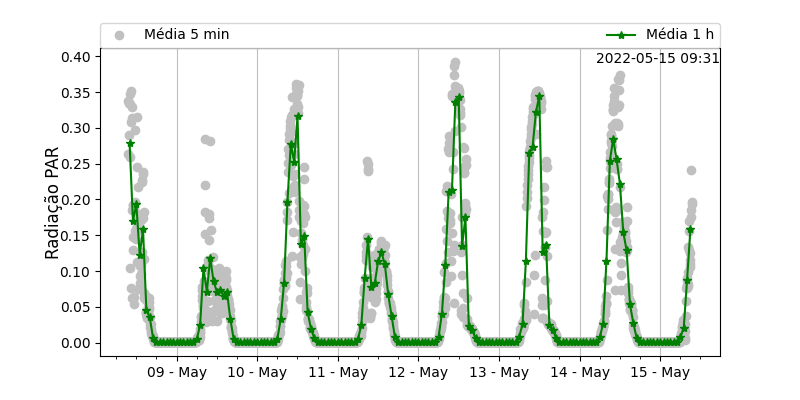 Média 5 min
Média 1 h
2022-05-15 09:31
Radiação PAR
0.40
0.35
0.30
0.25
0.20
0.15
0.10
0.05
0.00
09 - May
10 - May
11 - May
12 - May
13 - May
14 - May
15 - May